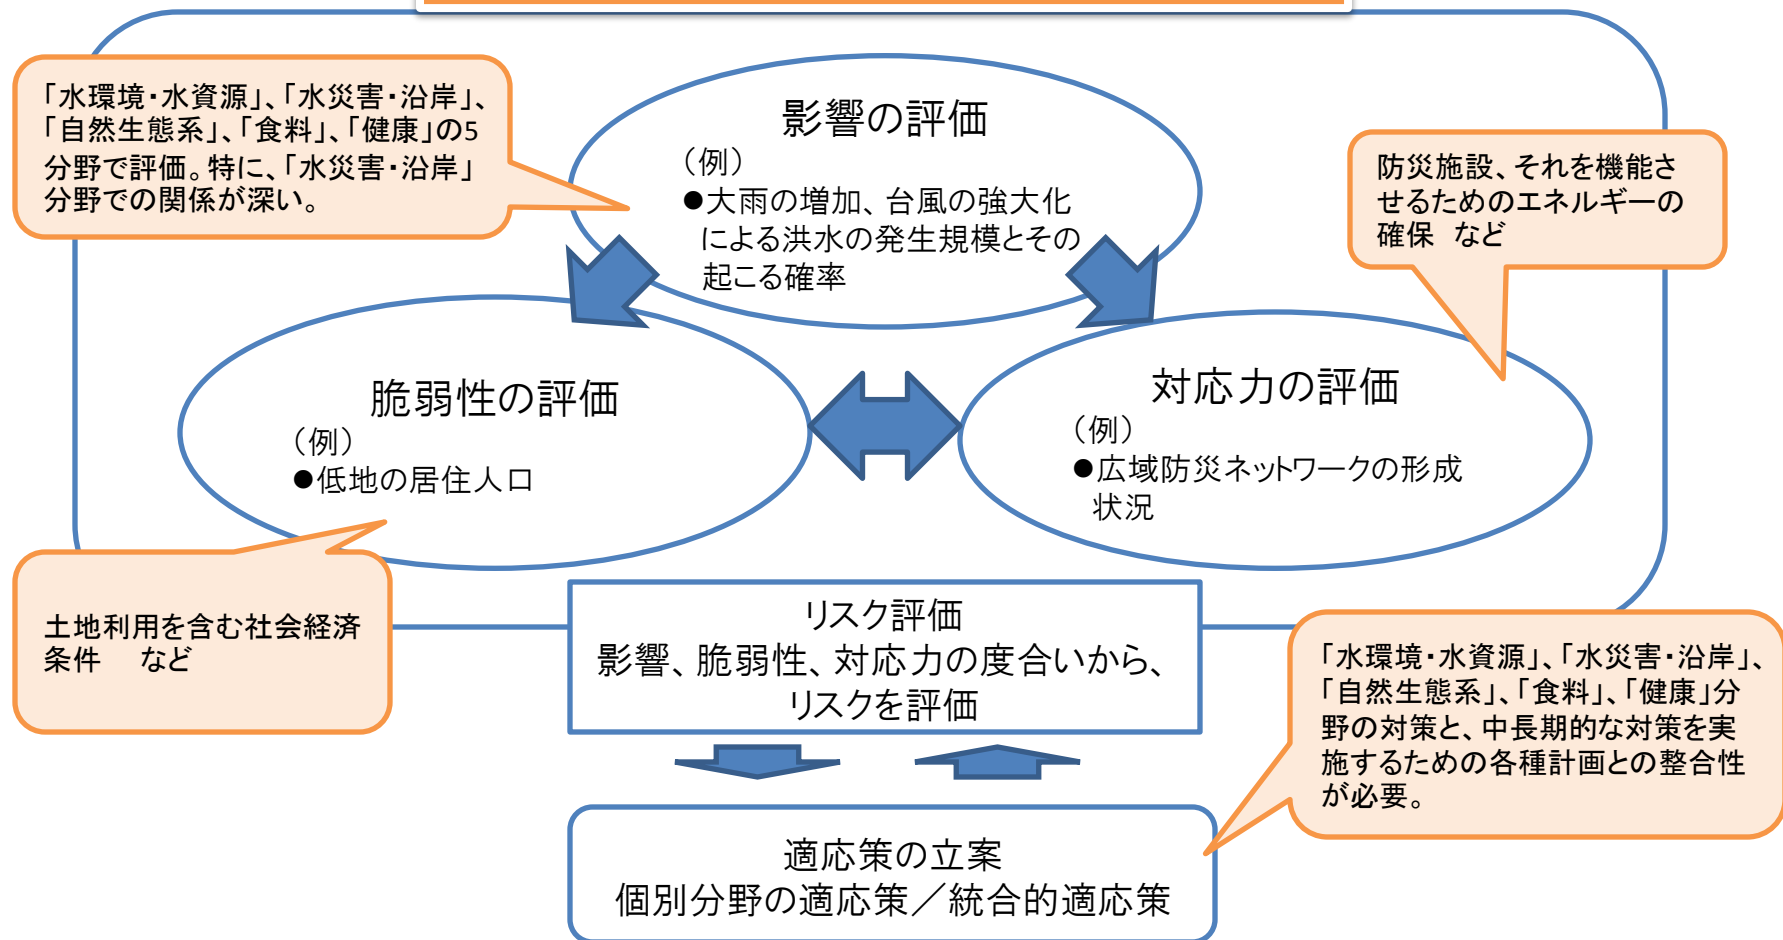 「水環境・水資源」、「水災害・沿岸」、
「自然生態系」、「食料」、「健康」の5
分野で評価。特に、「水災害・沿岸」
分野での関係が深い。
影響の評価
（例）
●大雨の増加、台風の強大化
による洪水の発生規模とその
起こる確率
防災施設、それを機能さ
せるためのエネルギーの
確保　など
脆弱性の評価
（例）
●低地の居住人口
対応力の評価
（例）
●広域防災ネットワークの形成
状況
土地利用を含む社会経済
条件　など
リスク評価
影響、脆弱性、対応力の度合いから、
リスクを評価
「水環境・水資源」、「水災害・沿岸」、
「自然生態系」、「食料」、「健康」分
野の対策と、中長期的な対策を実
施するための各種計画との整合性
が必要。
適応策の立案
個別分野の適応策／統合的適応策